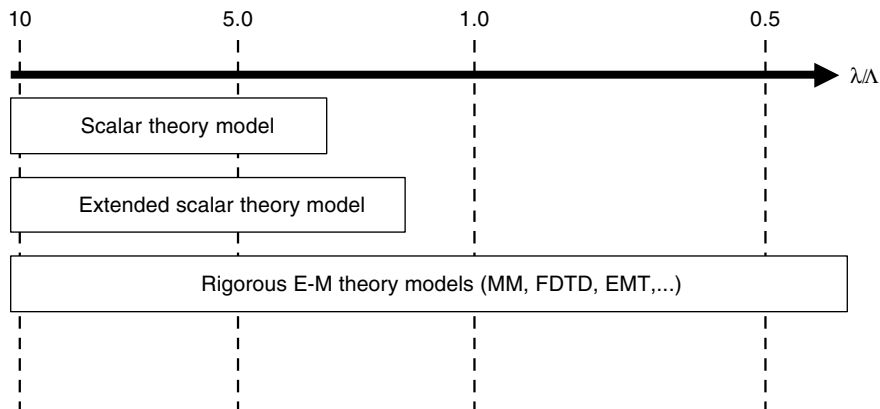 10 5.0 1.0 0.5
λ/Λ
Scalar theory model
Extended scalar theory model
Rigorous E-M theory models (MM, FDTD, EMT,...)